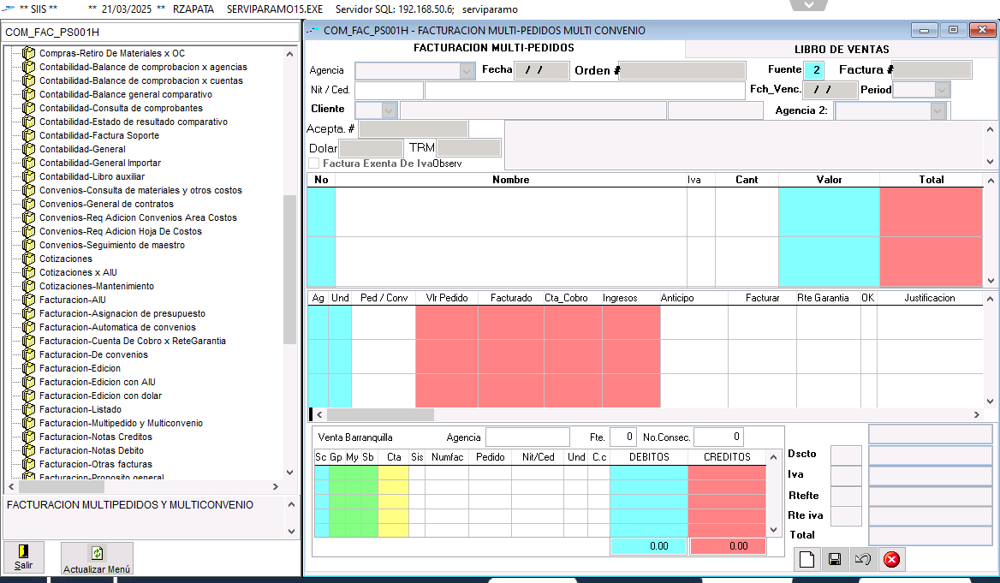 ** SIIS ** ** 21/03/2025 ** RZAPATA SERVIPARAMO15.EXE Servidor SQL: 192.168.50.6; serviparamo
COM_FAC_PS001H
Compras-Retiro De Materiales x OC
Contabilidad-Balance de comprobacion x agencias
Contabilidad-Balance de comprobacion x cuentas
Contabilidad-Balance general comparativo
Contabilidad-Consulta de comprobantes
Contabilidad-Estado de resultado comparativo
Contabilidad-Factura Soporte
Contabilidad-General
Contabilidad-General Importar
Contabilidad-Libro auxiliar
Convenios-Consulta de materiales y otros costos
Convenios-General de contratos
Convenios-Req Adicion Convenios Area Costos
Convenios-Req Adicion Hoja De Costos
Convenios-Seguimiento de maestro
Cotizaciones
Cotizaciones x AIU
Cotizaciones-Mantenimiento
Facturacion-AIU
Facturacion-Asignacion de presupuesto
Facturacion-Automatica de convenios
Facturacion-Cuenta De Cobro x ReteGarantia
Facturacion-De convenios
Facturacion-Edicion
Facturacion-Edicion con AIU
Facturacion-Edicion con dolar
Facturacion-Listado
Facturacion-Multipedido y Multiconvenio
Facturacion-Notas Creditos
Facturacion-Notas Debito
Facturacion-Otras facturas
Facturacion-Proposito general
FACTURACION MULTIPEDIDOS Y MULTICONVENIO
Salir
Actualizar Menú
COM_FAC_PS001H - FACTURACION MULTI-PEDIDOS MULTI CONVENIO
FACTURACION MULTI-PEDIDOS LIBRO DE VENTAS
Agencia Fecha / / Orden # Fuente 2 Factura #
Nit / Ced. Fch_Venc. / / Period
Cliente Agencia 2:
Acepta. #
Dolar TRM
Factura Exenta De Iva Observ
No Nombre Iva Cant Valor Total
Ag Und Ped / Conv Vlr Pedido Facturado Cta_Cobro Ingresos Anticipo Facturar Rte Garantia OK Justificacion
Venta Barranquilla Agencia Fte. 0 No.Consec. 0
Sc Gp My Sb Cta Sis Numfac Pedido Nit/Ced Und C.c DEBITOS CREDITOS
0.00 0.00
Dscto
Iva
Rtefte
Rte iva
Total